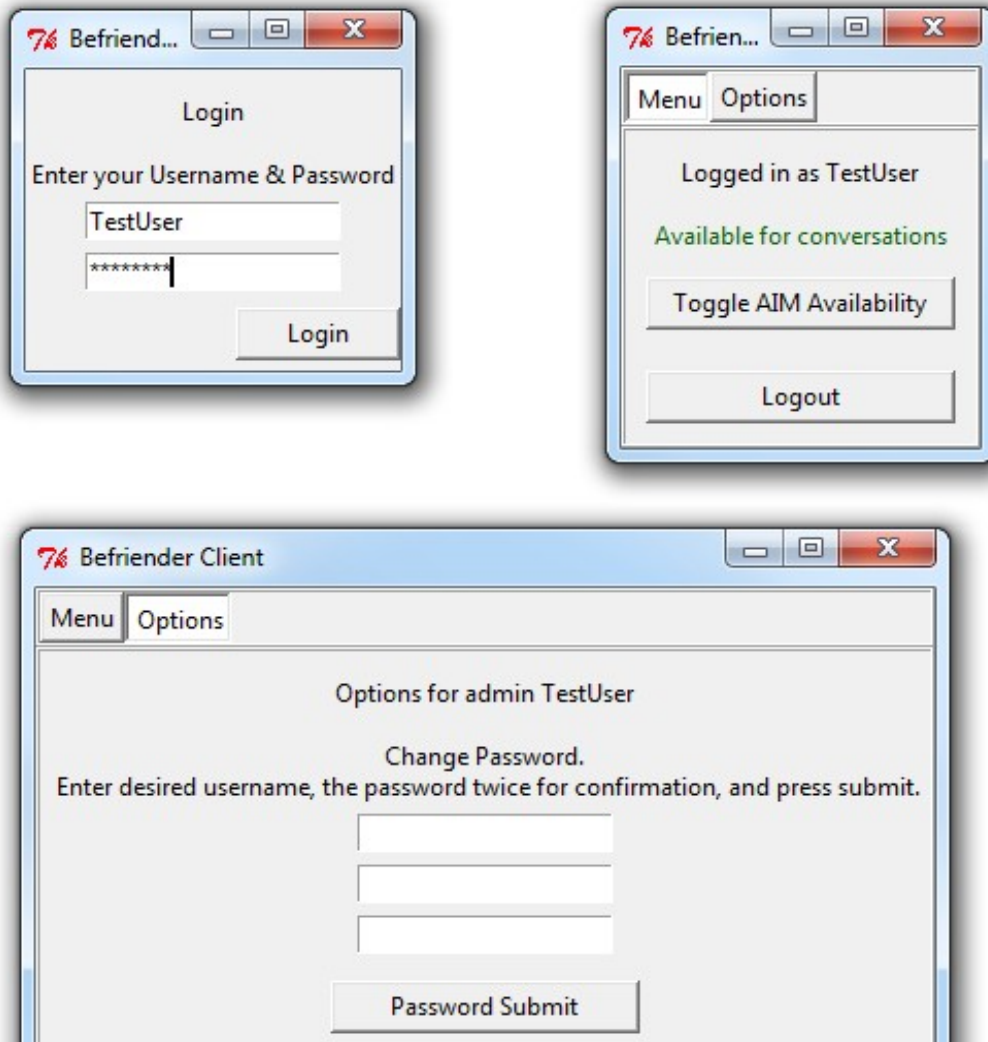 Befriend...
Login
Enter your Username & Password
TestUser
********
Login
Befrien...
Menu Options
Logged in as TestUser
Available for conversations
Toggle AIM Availability
Logout
Befriender Client
Menu Options
Options for admin TestUser
Change Password.
Enter desired username, the password twice for confirmation, and press submit.
Password Submit